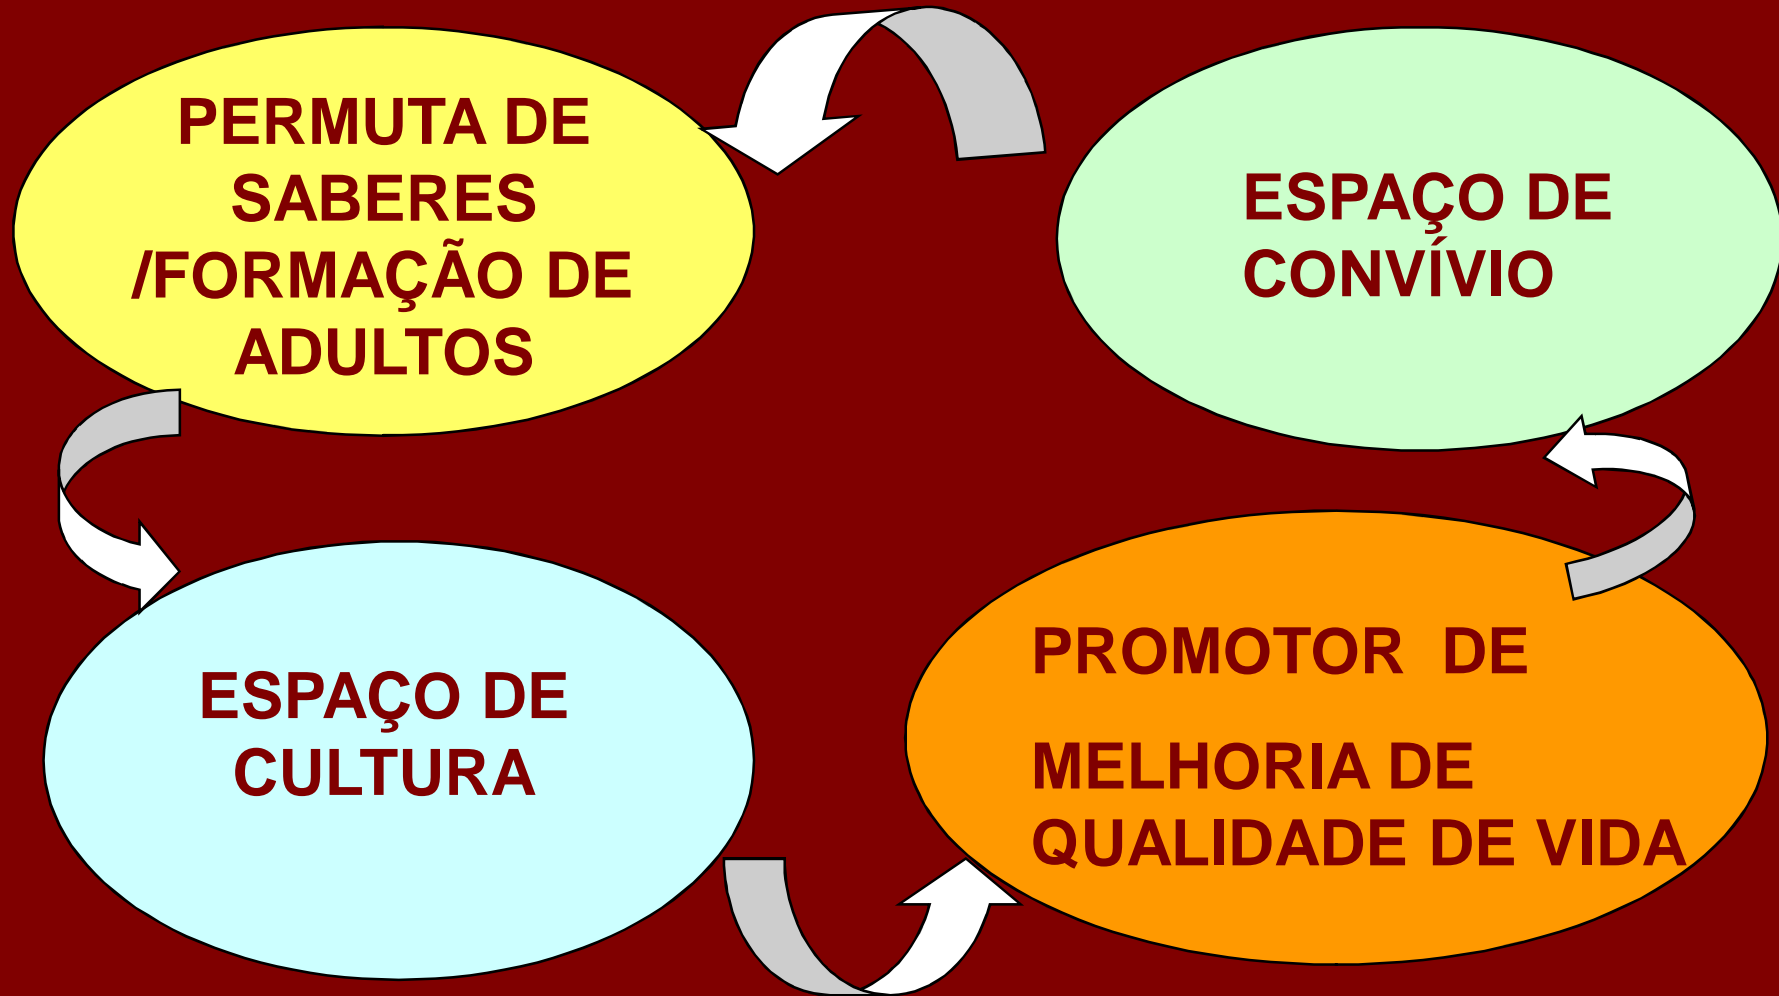 PERMUTA DE
SABERES
/FORMAÇÃO DE
ADULTOS
ESPAÇO DE
CONVÍVIO
ESPAÇO DE
CULTURA
PROMOTOR  DE
MELHORIA DE
QUALIDADE DE VIDA